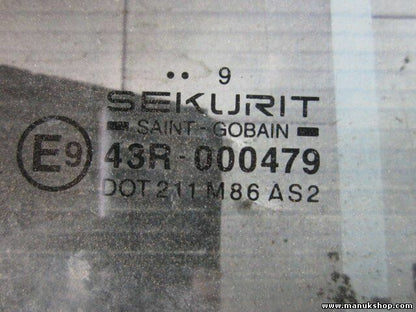 .. 9
SEKURIT
SAINT-GOBAIN
E9 43R-000479
DOT 211 M86 AS2
www.manukshop.com